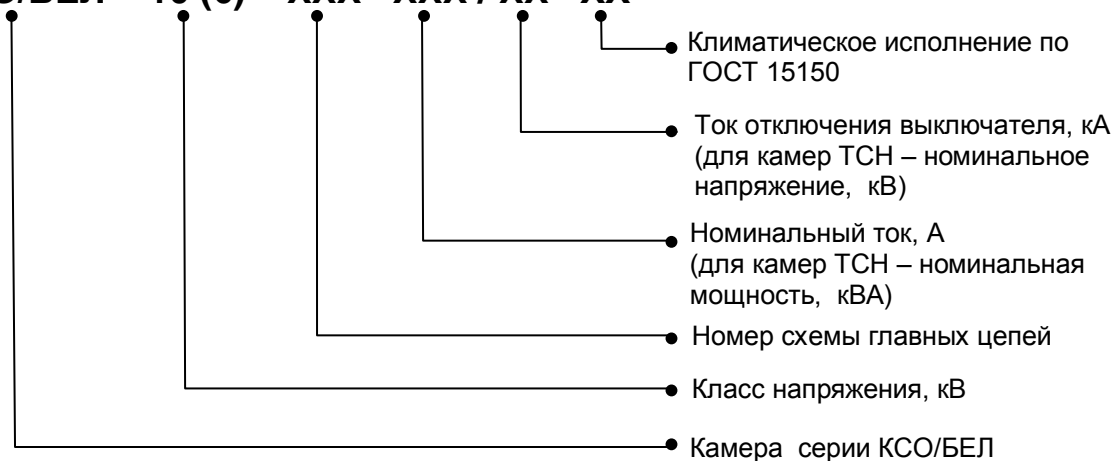 Климатическое исполнение по
ГОСТ 15150
Ток отключения выключателя, кА
(для камер ТСН – номинальное
напряжение, кВ)
Номинальный ток, А
(для камер ТСН – номинальная
мощность, кВА)
Номер схемы главных цепей
Класс напряжения, кВ
Камера серии КСО/БЕЛ